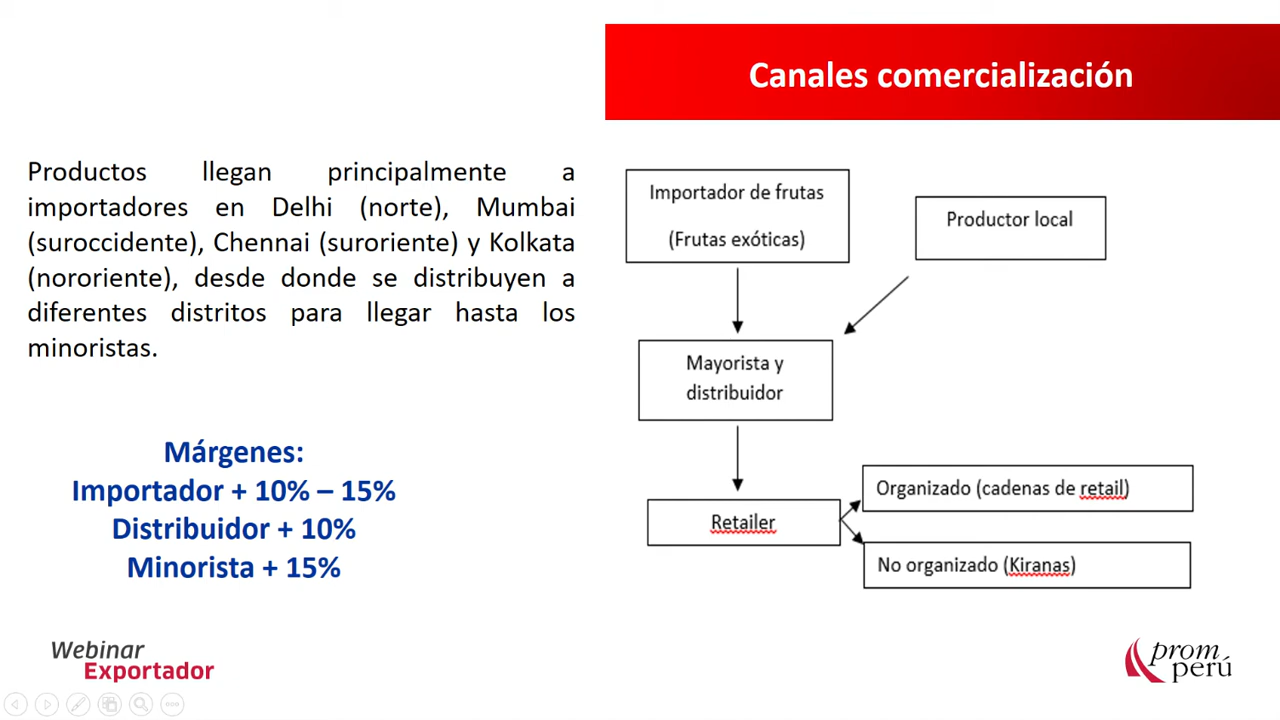 Canales comercialización
Productos llegan principalmente a
importadores en Delhi (norte), Mumbai
(suroccidente), Chennai (suroriente) y Kolkata
(nororiente), desde donde se distribuyen a
diferentes distritos para llegar hasta los
minoristas.
Márgenes:
Importador + 10% – 15%
Distribuidor + 10%
Minorista + 15%
Importador de frutas
(Frutas exóticas)
Productor local
Mayorista y
distribuidor
Retailer
Organizado (cadenas de retail)
No organizado (Kiranas)
Webinar
Exportador
prom
perú